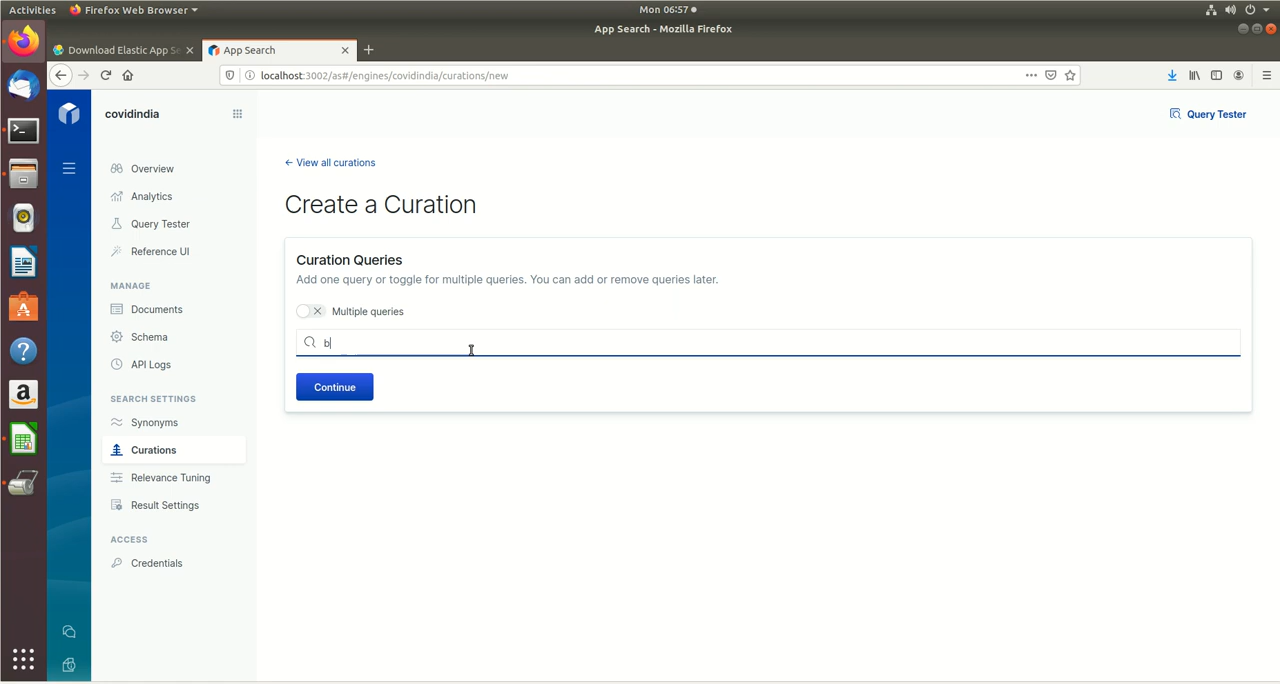 Activities Firefox Web Browser Mon 06:57
App Search - Mozilla Firefox
Download Elastic App Se App Search
localhost:3002/as#/engines/covidindia/curations/new
covidindia
Query Tester
Overview
Analytics
Query Tester
Reference UI
MANAGE
Documents
Schema
API Logs
SEARCH SETTINGS
Synonyms
Curations
Relevance Tuning
Result Settings
ACCESS
Credentials
← View all curations
Create a Curation
Curation Queries
Add one query or toggle for multiple queries. You can add or remove queries later.
Multiple queries
b
Continue